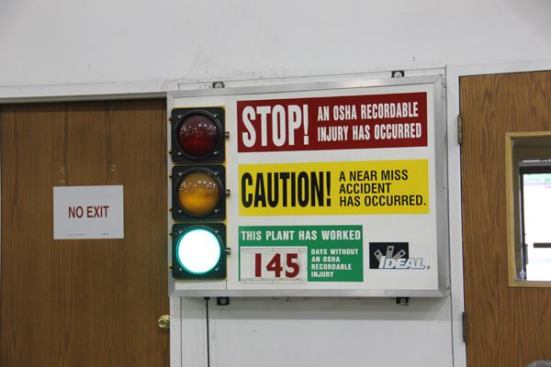 NO EXIT
STOP! AN OSHA RECORDABLE
INJURY HAS OCCURRED
CAUTION! A NEAR MISS
ACCIDENT
HAS OCCURRED.
THIS PLANT HAS WORKED
145 DAYS WITHOUT
AN OSHA
RECORDABLE
INJURY
IDEAL